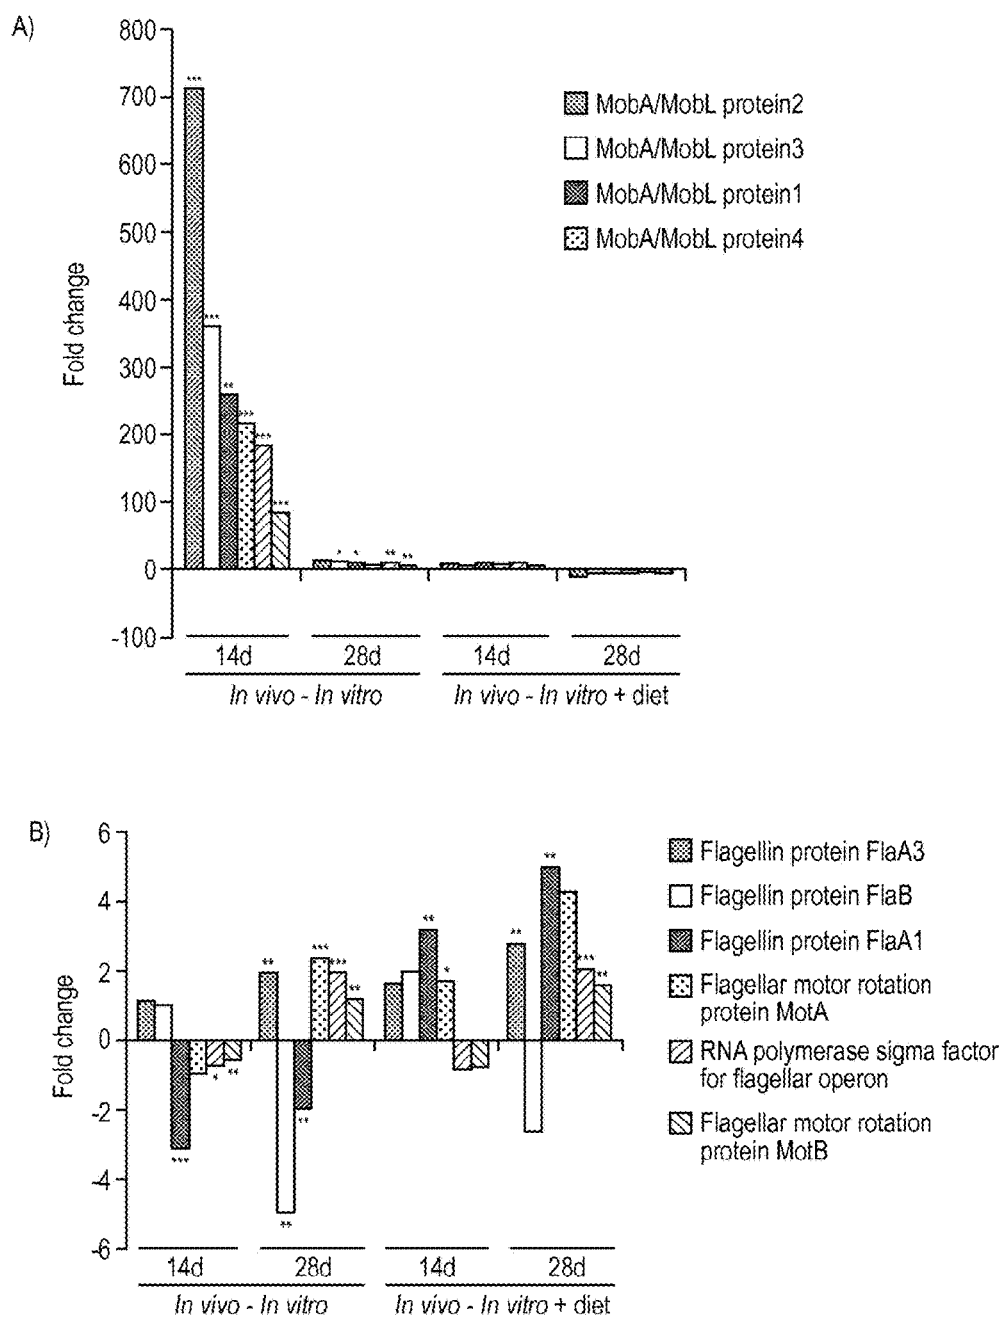 A)
800
700
600
500
400
300
200
100
0
-100
Fold change
***
***
**
***
***
***
*
*
**
**
MobA/MobL protein2
MobA/MobL protein3
MobA/MobL protein1
MobA/MobL protein4
14d
28d
14d
28d
In vivo - In vitro
In vivo - In vitro + diet
B)
6
4
2
0
-2
-4
-6
Fold change
***
*
**
**
**
**
***
***
**
**
*
**
**
***
**
Flagellin protein FlaA3
Flagellin protein FlaB
Flagellin protein FlaA1
Flagellar motor rotation
protein MotA
RNA polymerase sigma factor
for flagellar operon
Flagellar motor rotation
protein MotB
14d
28d
14d
28d
In vivo - In vitro
In vivo - In vitro + diet